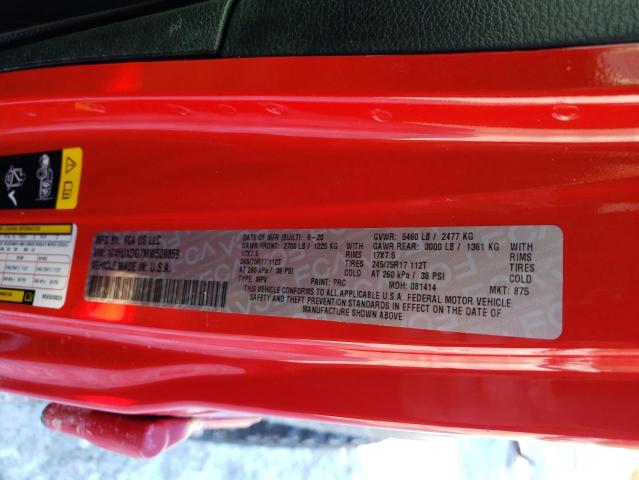 MFD. BY: FCA US LLC
DATE OF MFR (BUILT): 8-20
GVWR: 5460 LB / 2477 KG
GAWR FRONT: 2700 LB / 1225 KG WITH
GAWR REAR: 3000 LB / 1361 KG WITH
17X7.5 RIMS
17X7.5 RIMS
245/75R17 112T TIRES
245/75R17 112T TIRES
AT 260 kPa / 38 PSI COLD
AT 260 kPa / 38 PSI COLD
VEHICLE MADE IN U.S.A.
TYPE: MPV
PAINT: PRC
MDH: 081414
MKT: 875
THIS VEHICLE CONFORMS TO ALL APPLICABLE U.S.A. FEDERAL MOTOR VEHICLE
SAFETY AND THEFT PREVENTION STANDARDS IN EFFECT ON THE DATE OF
MANUFACTURE SHOWN ABOVE